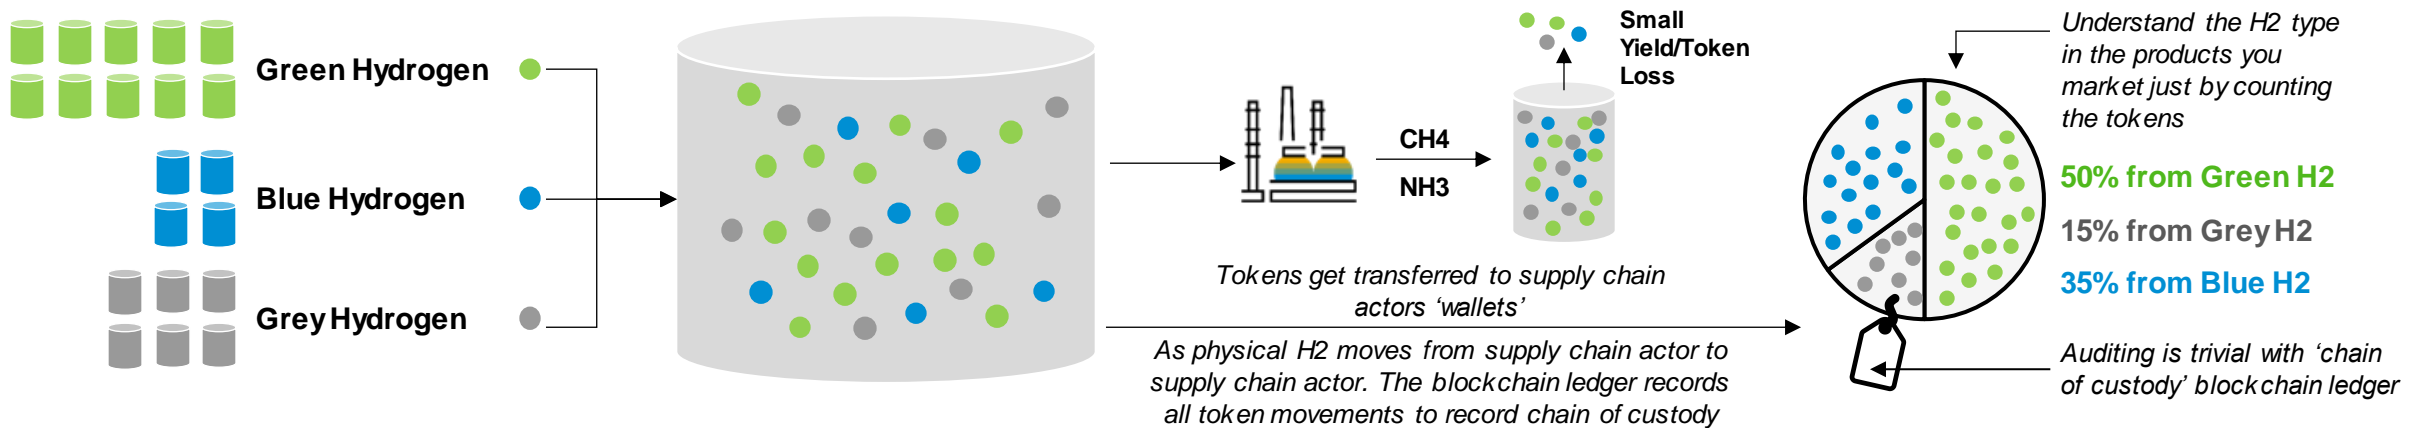 Green Hydrogen
Blue Hydrogen
Grey Hydrogen
CH4
NH3
Small
Yield/Token
Loss
Tokens get transferred to supply chain
actors ‘wallets’
As physical H2 moves from supply chain actor to
supply chain actor. The blockchain ledger records
all token movements to record chain of custody
Understand the H2 type
in the products you
market just by counting
the tokens
50% from Green H2
15% from Grey H2
35% from Blue H2
Auditing is trivial with ‘chain
of custody’ blockchain ledger